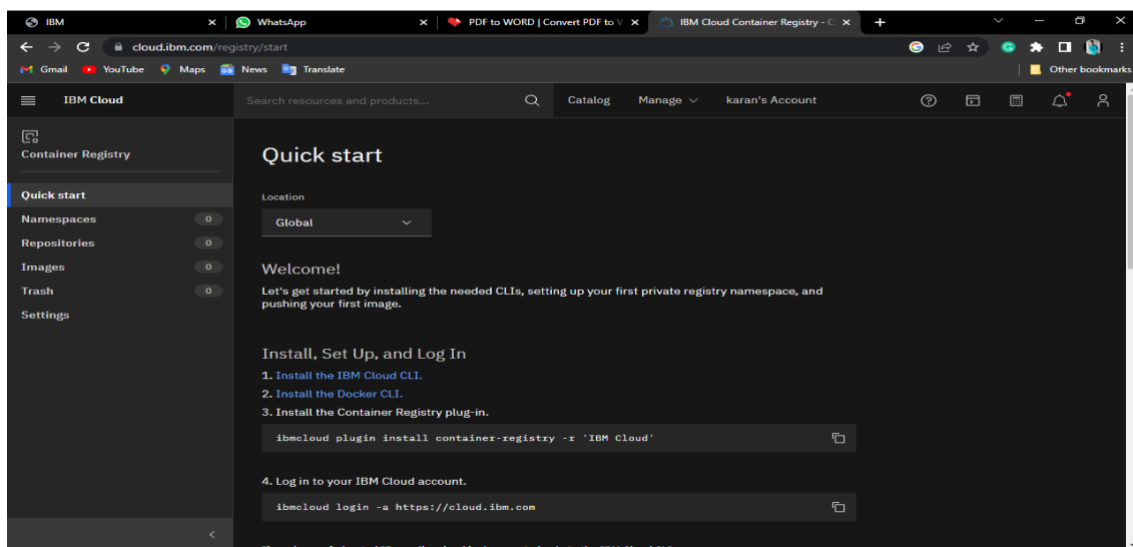 IBM
WhatsApp
PDF to WORD | Convert PDF to
IBM Cloud Container Registry -
cloud.ibm.com/registry/start
Gmail
YouTube
Maps
News
Translate
Other bookmarks
IBM Cloud
Search resources and products...
Catalog
Manage
karan's Account
Container Registry
Quick start
Namespaces 0
Repositories 0
Images 0
Trash 0
Settings
Quick start
Location
Global
Welcome!
Let's get started by installing the needed CLIs, setting up your first private registry namespace, and
pushing your first image.
Install, Set Up, and Log In
1. Install the IBM Cloud CLI.
2. Install the Docker CLI.
3. Install the Container Registry plug-in.
ibmcloud plugin install container-registry -r 'IBM Cloud'
4. Log in to your IBM Cloud account.
ibmcloud login -a https://cloud.ibm.com